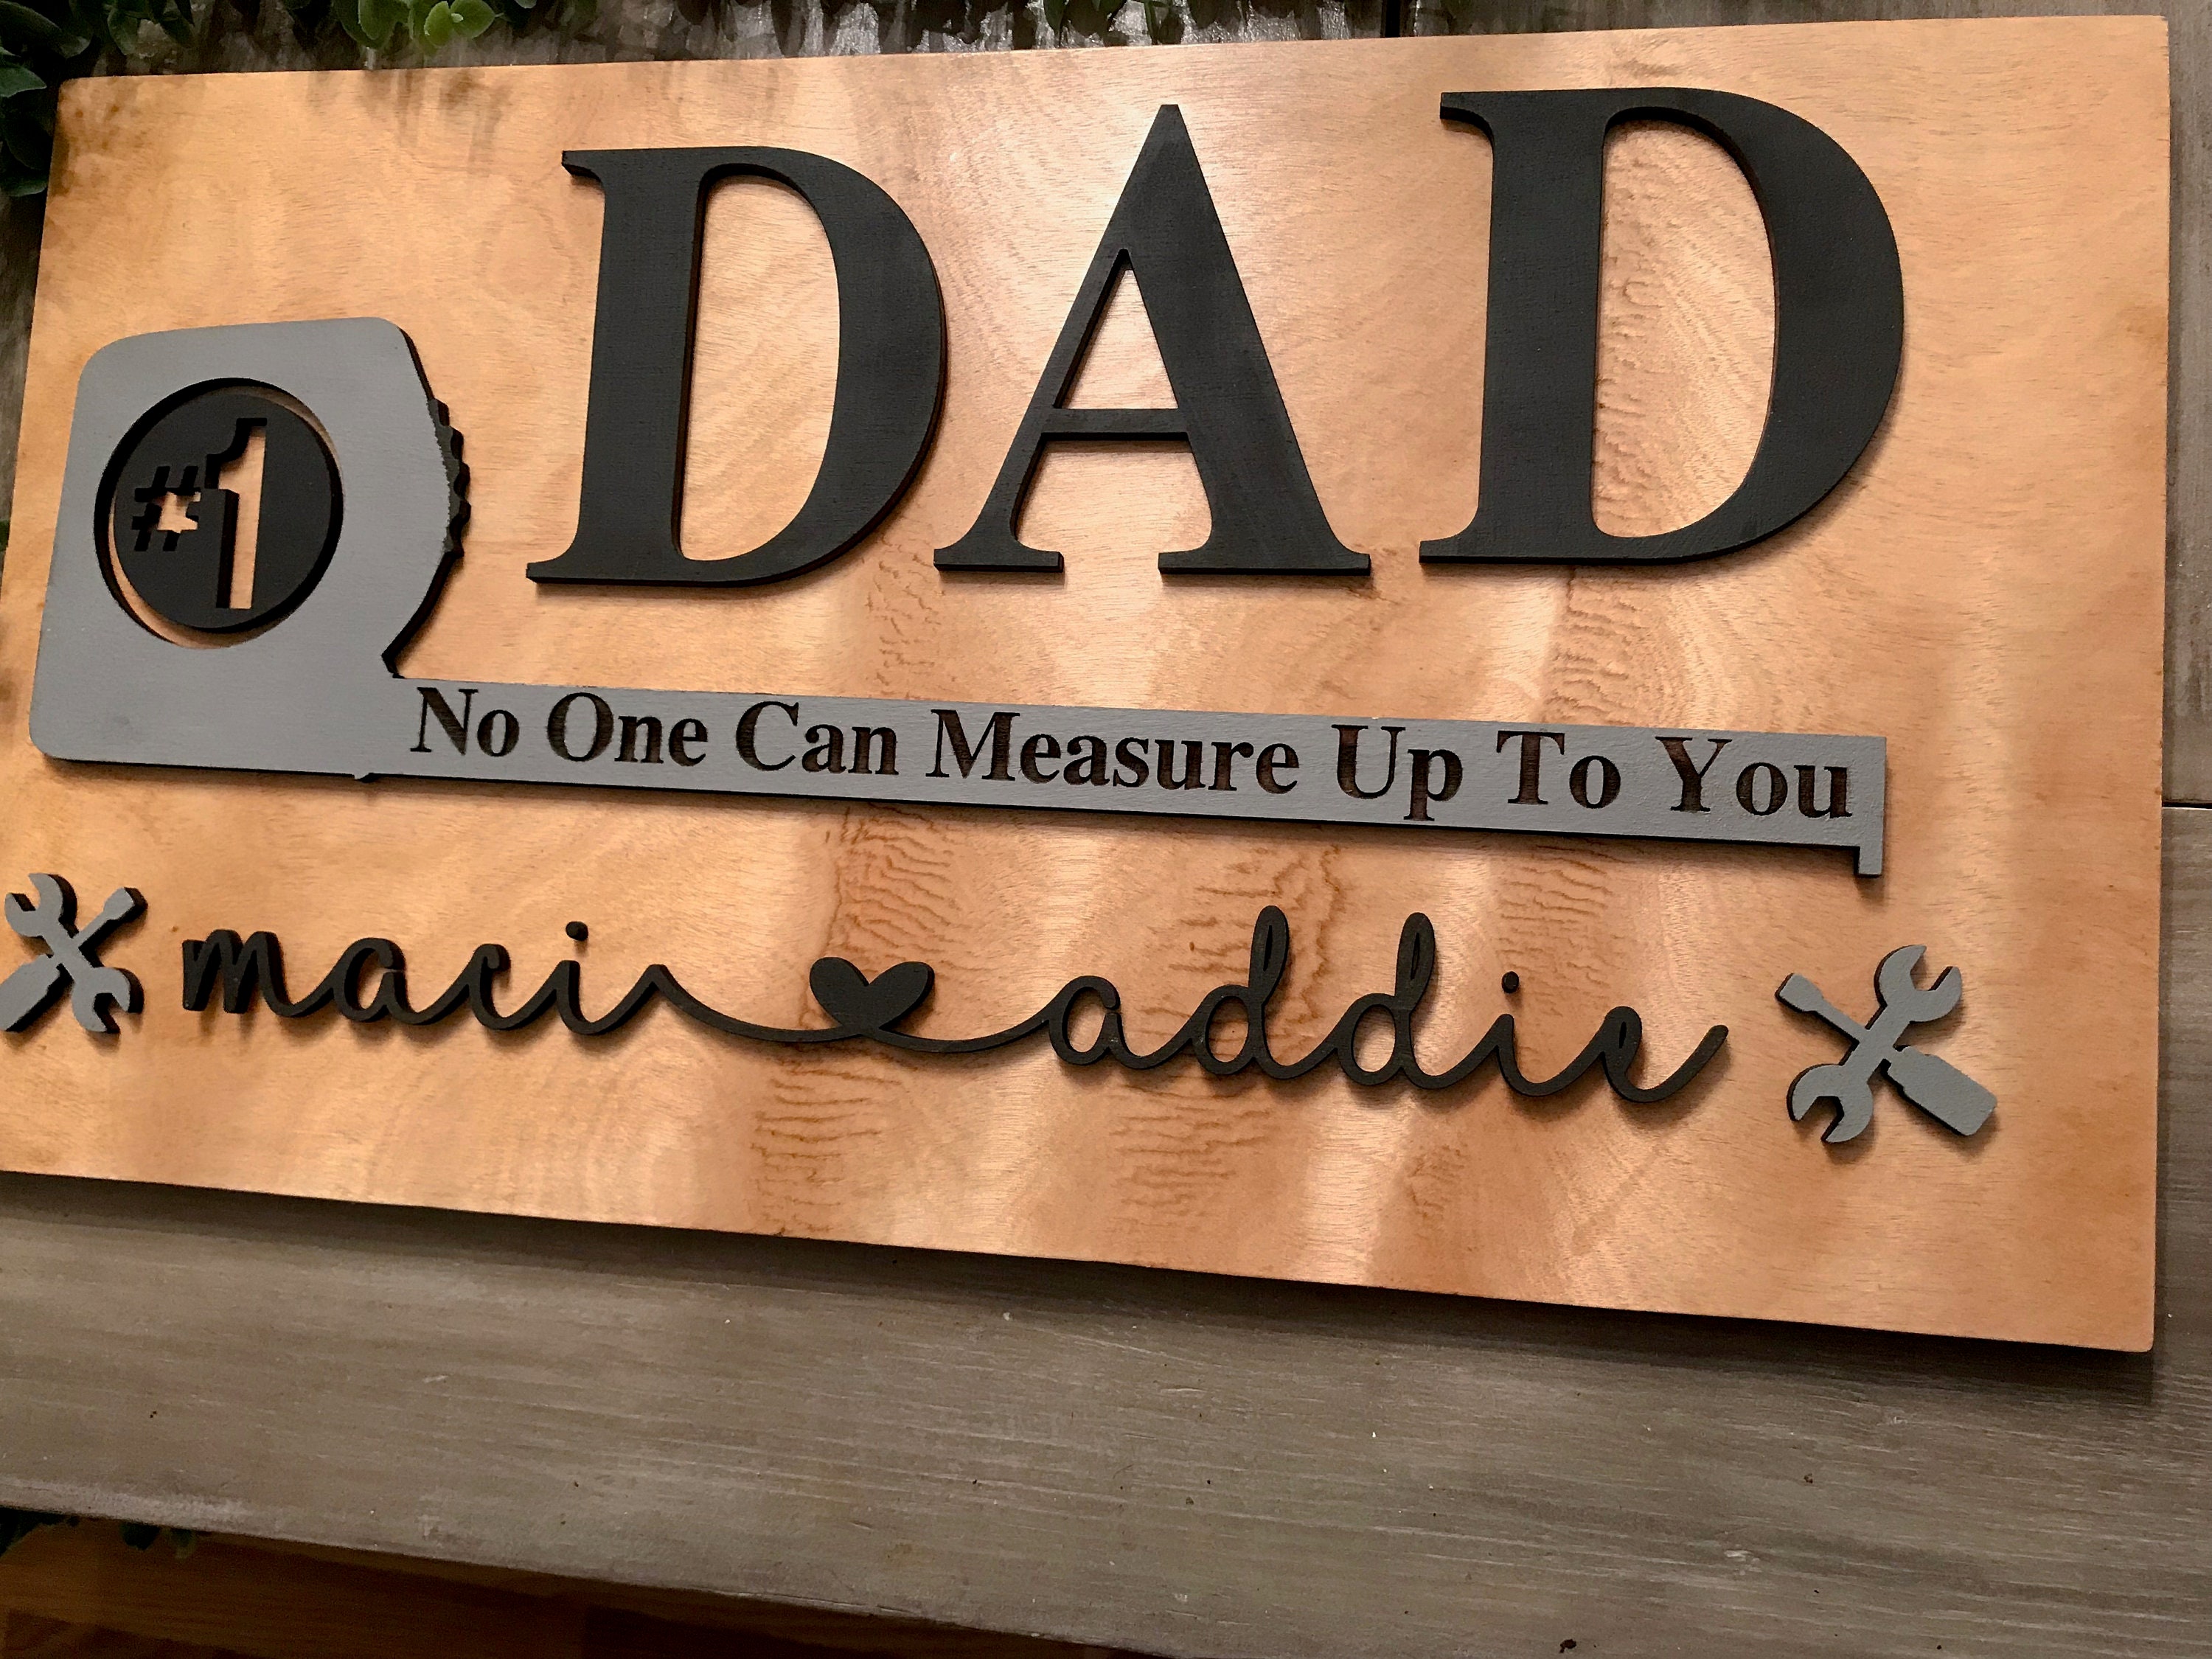 DAD
#1
No One Can Measure Up To You
maci addie